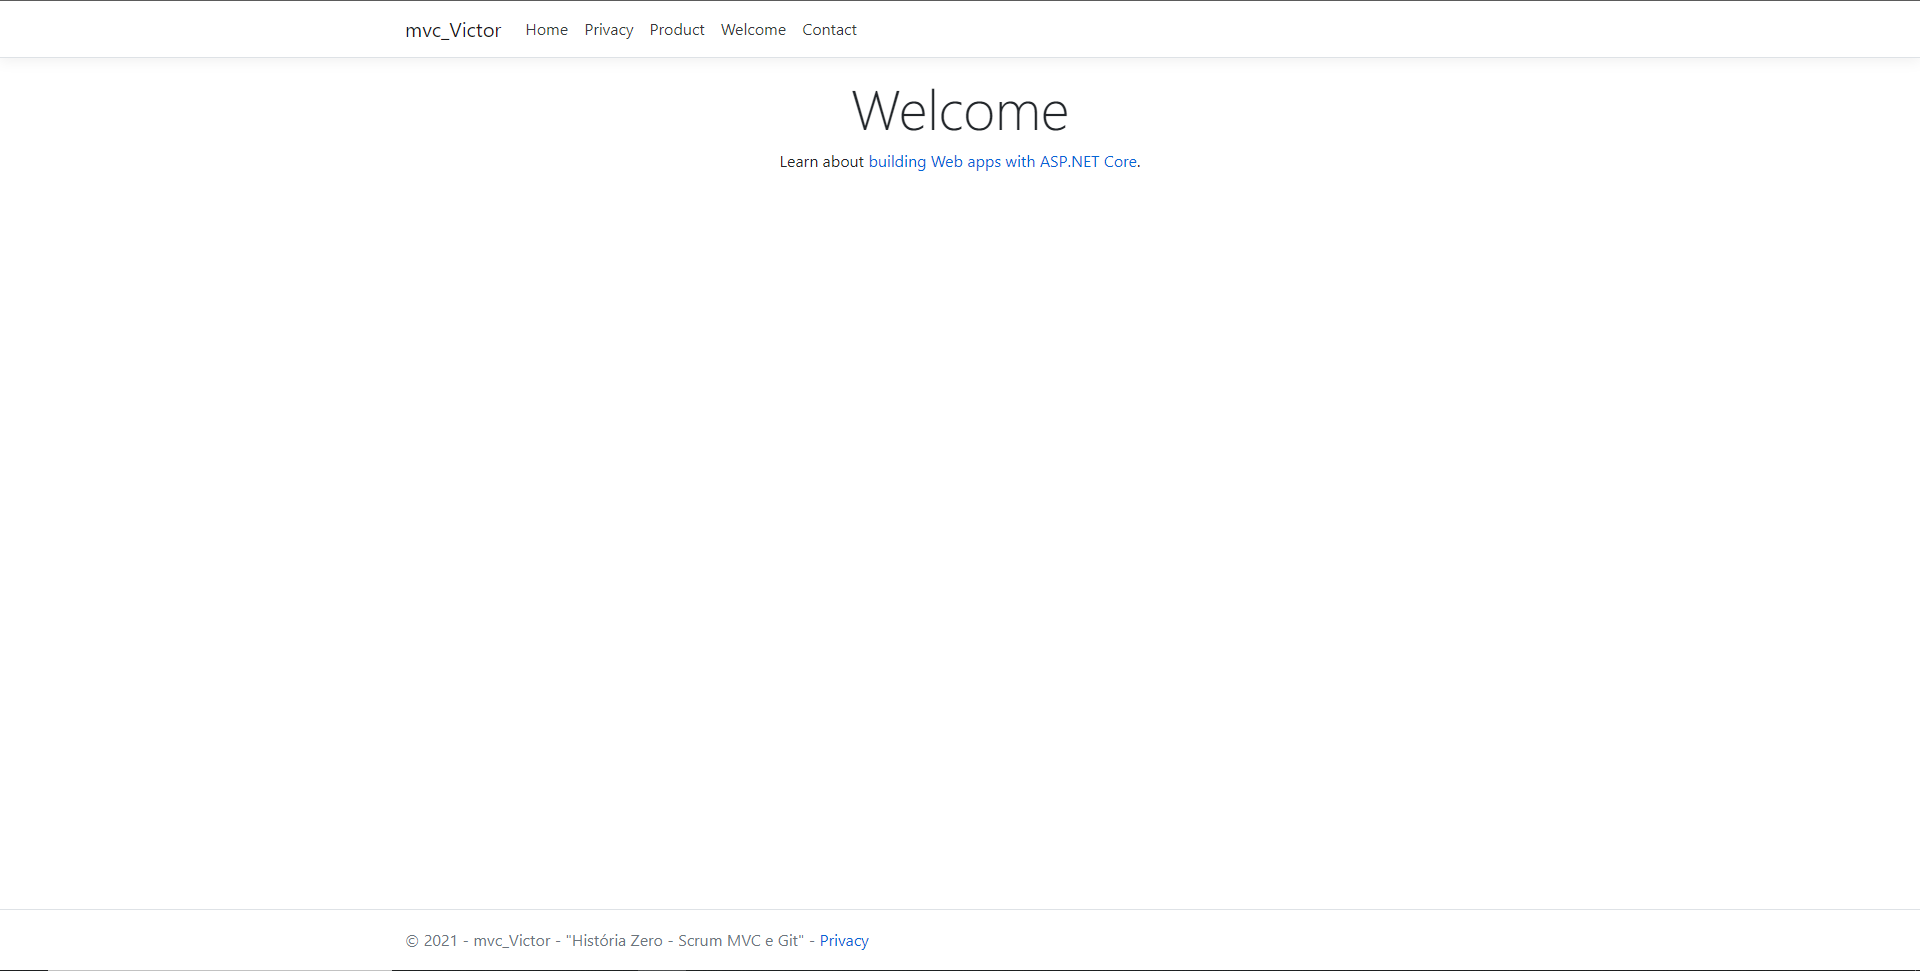 mvc_Victor Home Privacy Product Welcome Contact
Welcome
Learn about building Web apps with ASP.NET Core.
© 2021 - mvc_Victor - "História Zero - Scrum MVC e Git" - Privacy